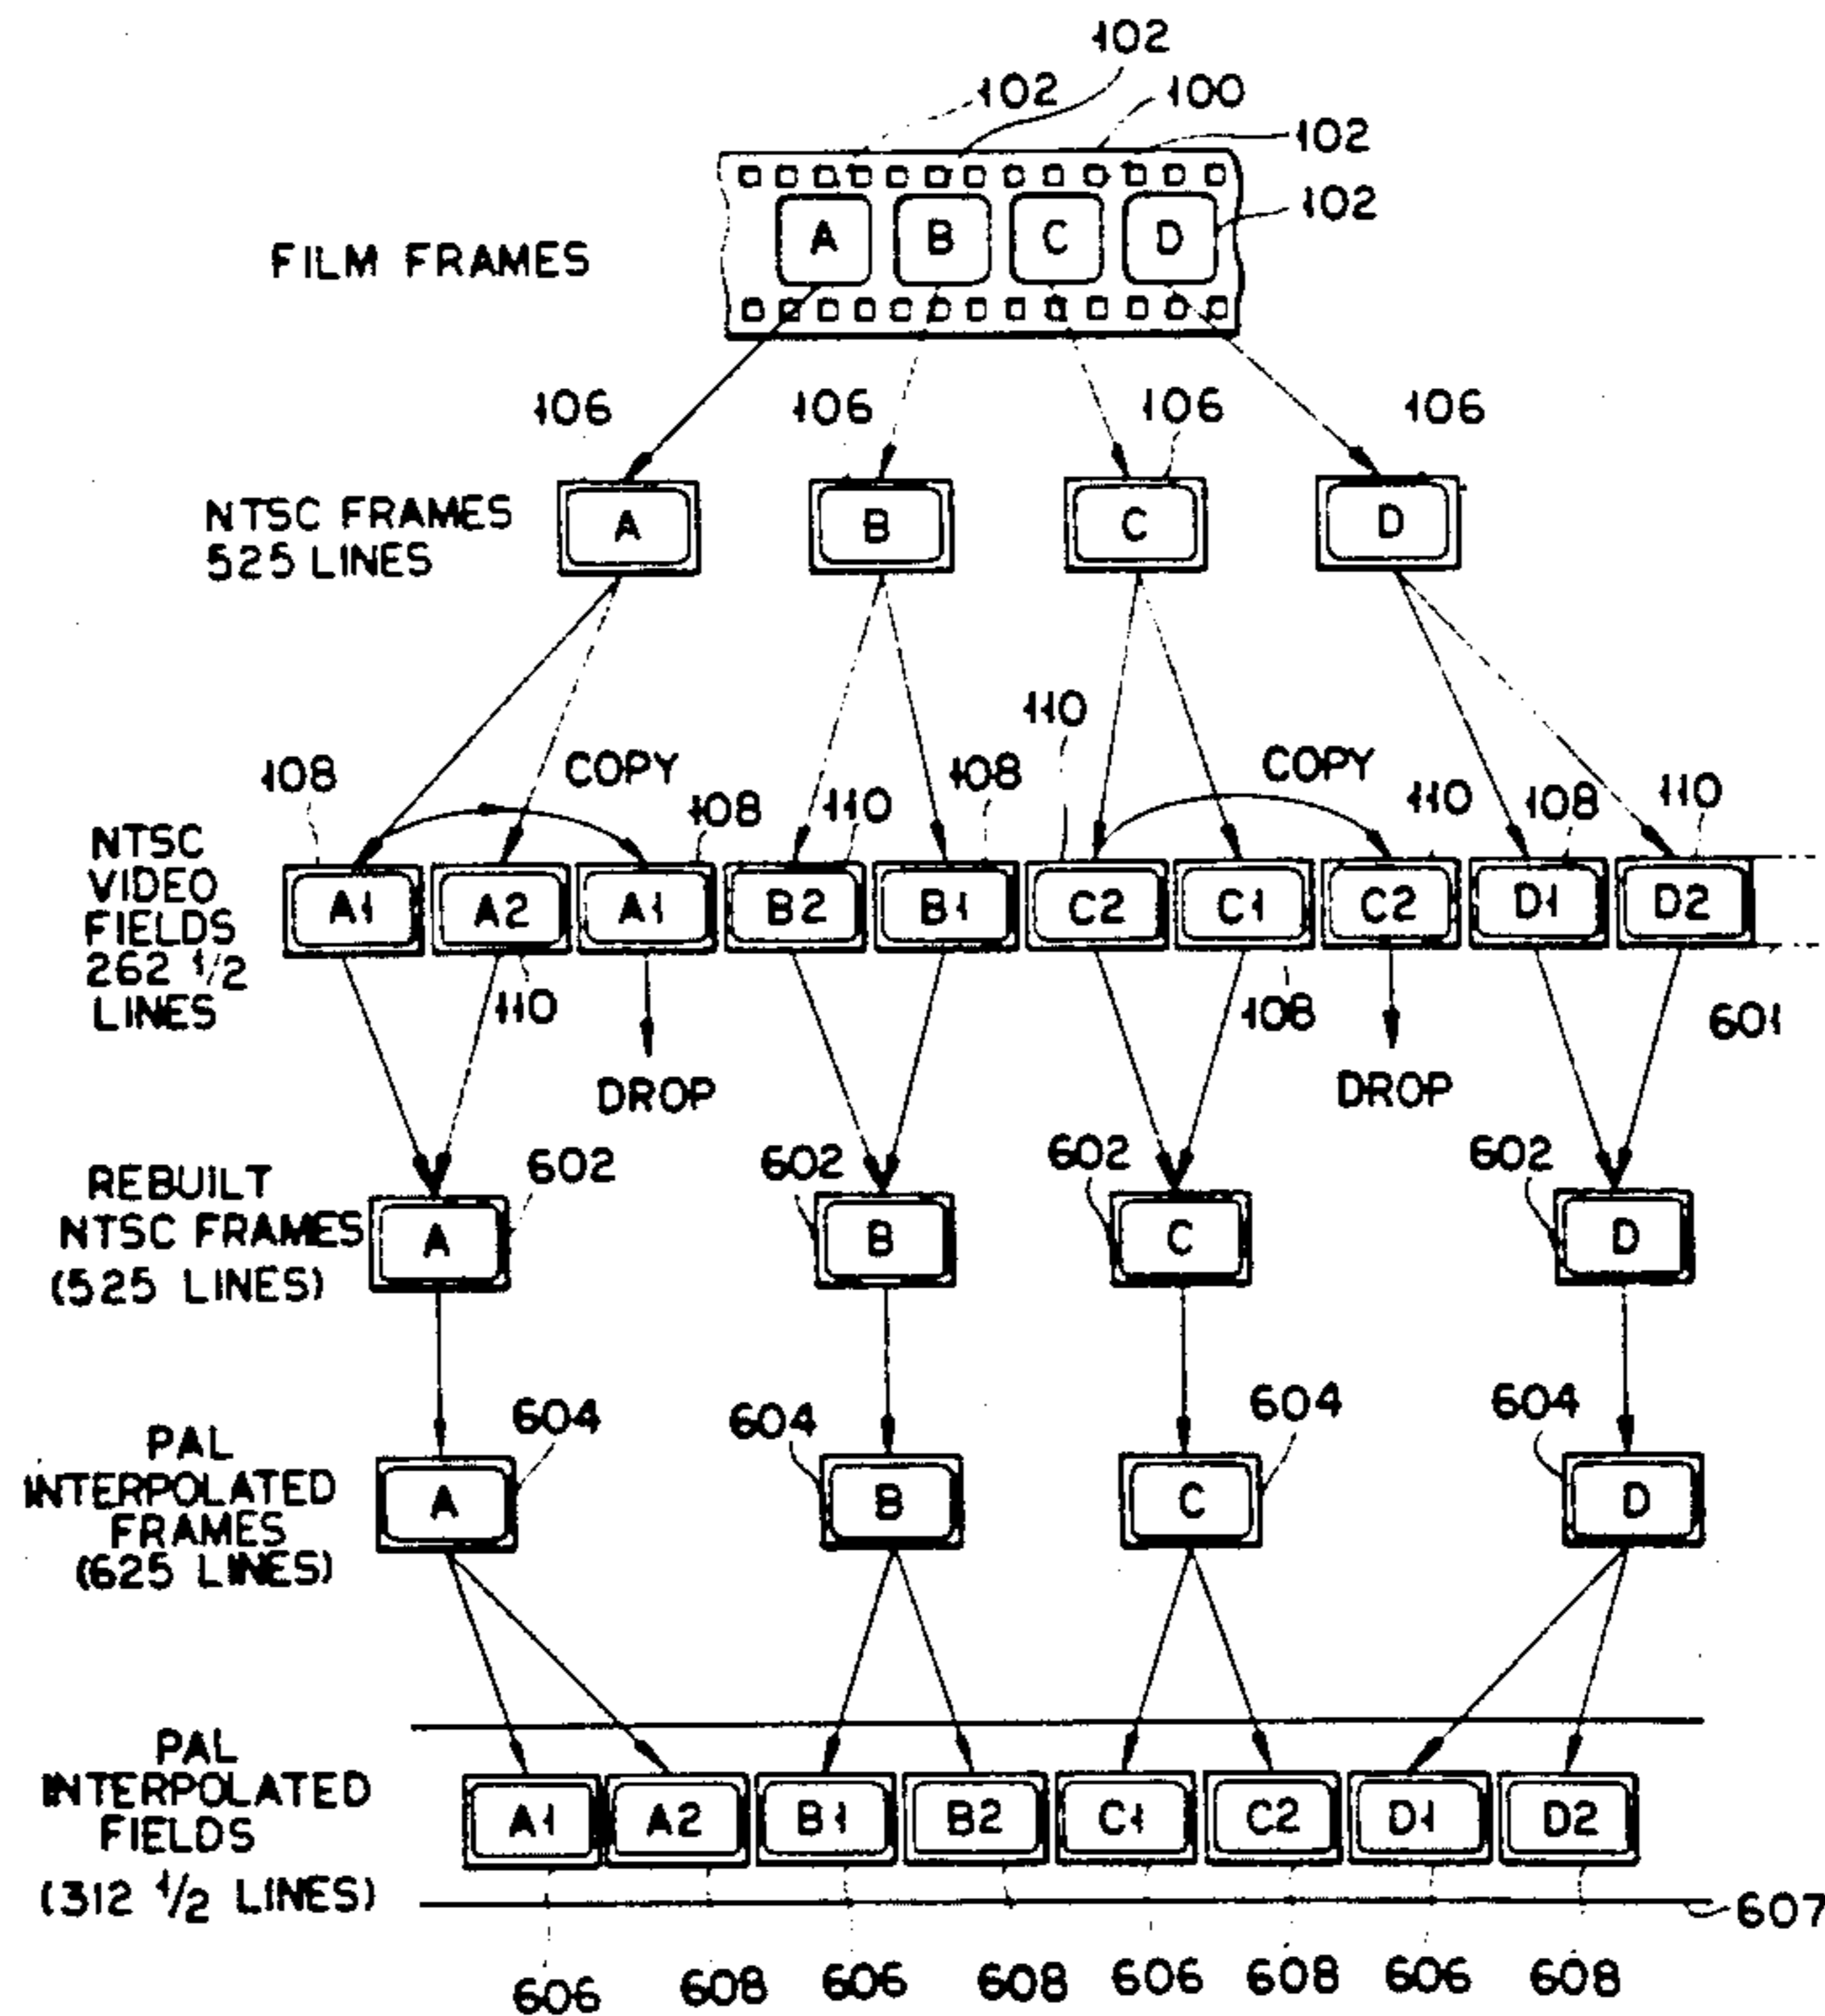 102
102
100
102
102
FILM FRAMES
A B C D
106 106 106 106
NTSC FRAMES
525 LINES
A B C D
110
COPY COPY
108 108 110 108 110 108 110
NTSC
VIDEO
FIELDS
262 1/2
LINES
A1 A2 A1 B2 B1 C2 C1 C2 D1 D2
110 108 601
DROP DROP
REBUILT
NTSC FRAMES
(525 LINES)
602 602 602 602
A B C D
604 604 604 604
PAL
INTERPOLATED
FRAMES
(625 LINES)
A B C D
PAL
INTERPOLATED
FIELDS
(312 1/2 LINES)
A1 A2 B1 B2 C1 C2 D1 D2
607
606 608 606 608 606 608 606 608